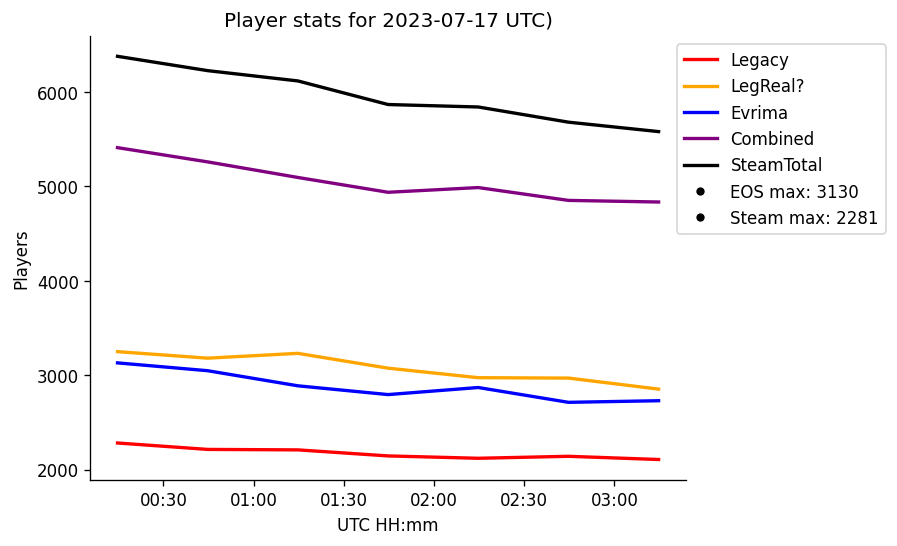 Player stats for 2023-07-17 UTC)
Legacy
LegReal?
Evrima
Combined
SteamTotal
EOS max: 3130
Steam max: 2281
Players
6000
5000
4000
3000
2000
00:30 01:00 01:30 02:00 02:30 03:00
UTC HH:mm